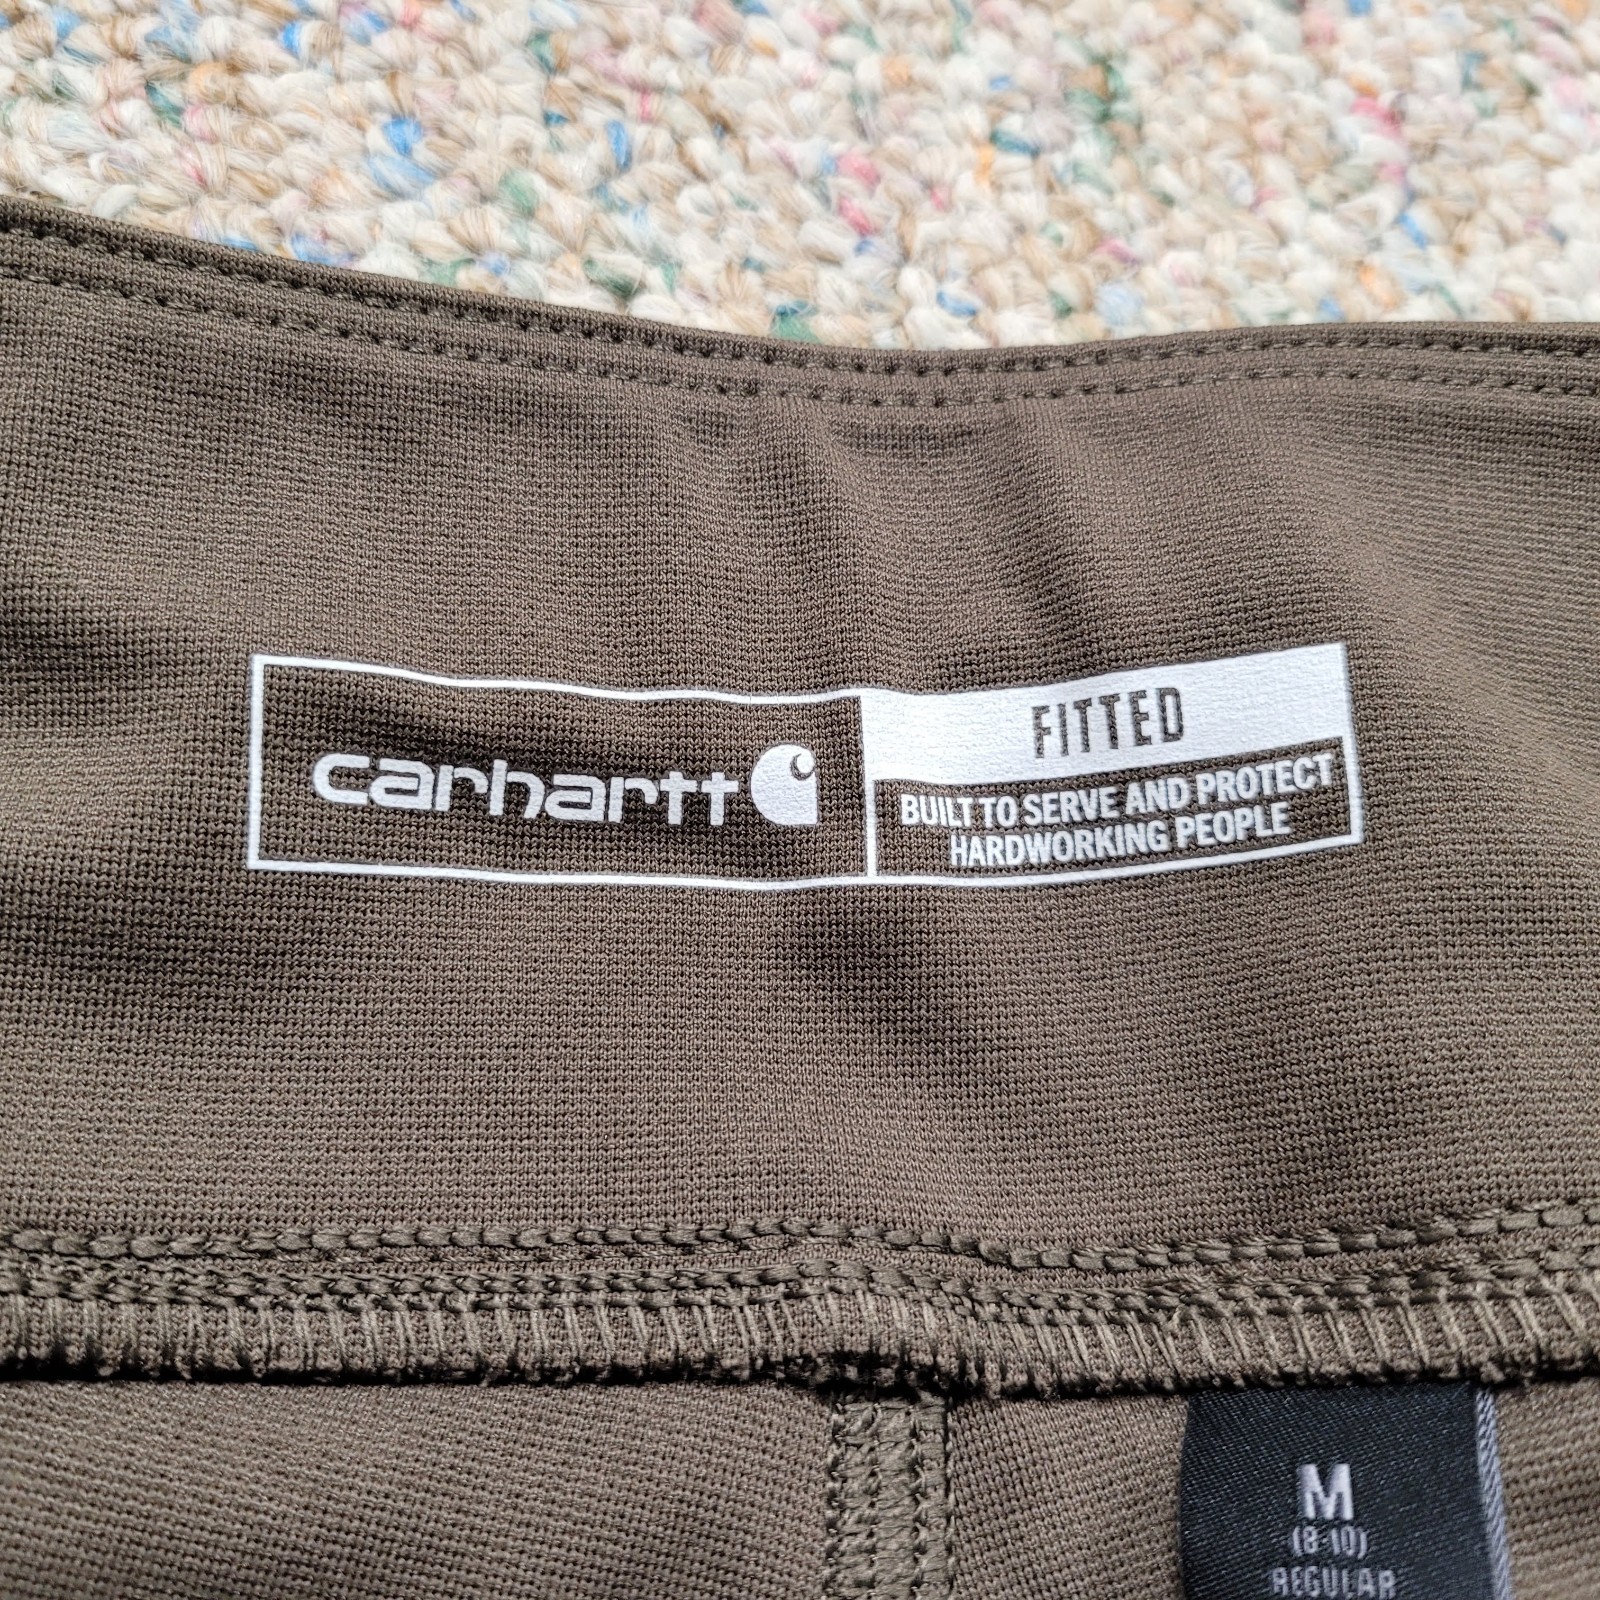 carhartt
FITTED
BUILT TO SERVE AND PROTECT
HARDWORKING PEOPLE
M
(8-10)
REGULAR